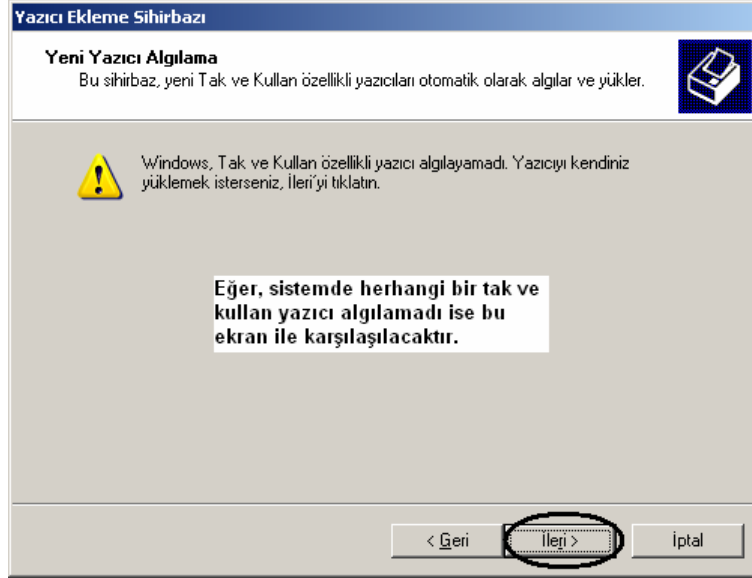 Yazıcı Ekleme Sihirbazı
Yeni Yazıcı Algılama
Bu sihirbaz, yeni Tak ve Kullan özellikli yazıcıları otomatik olarak algılar ve yükler.
Windows, Tak ve Kullan özellikli yazıcı algılayamadı. Yazıcıyı kendiniz
yüklemek isterseniz, İleri'yi tıklatın.
Eğer, sistemde herhangi bir tak ve
kullan yazıcı algılamadı ise bu
ekran ile karşılaşılacaktır.
< Geri İleri > İptal